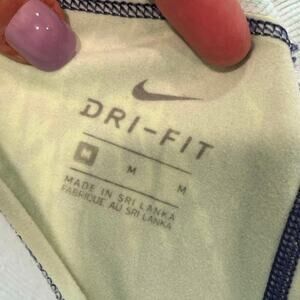 DRI-FIT
M M M
MADE IN SRI LANKA
FABRIQUE AU SRI LANKA